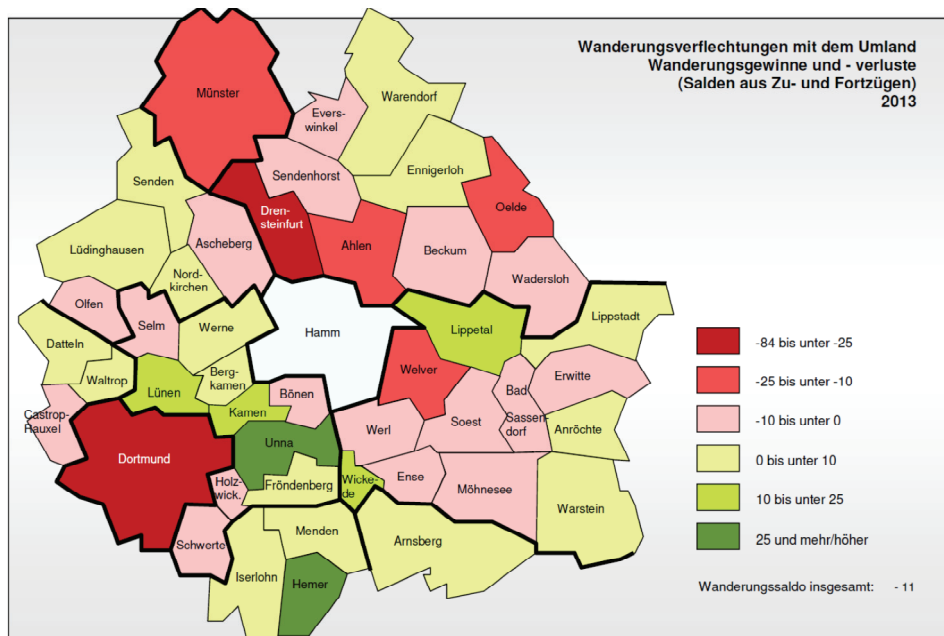 Wanderungsverflechtungen mit dem Umland
Wanderungsgewinne und - verluste
(Salden aus Zu- und Fortzügen)
2013
Münster
Evers-
winkel
Warendorf
Senden
Sendenhorst
Ennigerloh
Oelde
Dren-
steinfurt
Lüdinghausen
Ascheberg
Ahlen
Beckum
Nord-
kirchen
Wadersloh
Olfen
Selm
Werne
Hamm
Lippetal
Lippstadt
Datteln
Waltrop
Lünen
Berg-
kamen
Welver
Bad
Sassen-
dorf
Erwitte
Castrop-
Hauxel
Kamen
Bönen
Werl
Soest
Anröchte
Dortmund
Unna
Holz-
wick.
Fröndenberg
Wicke-
de
Ense
Möhnesee
Warstein
Schwerte
Menden
Arnsberg
Iserlohn
Hemer
-84 bis unter -25
-25 bis unter -10
-10 bis unter 0
0 bis unter 10
10 bis unter 25
25 und mehr/höher
Wanderungssaldo insgesamt: - 11